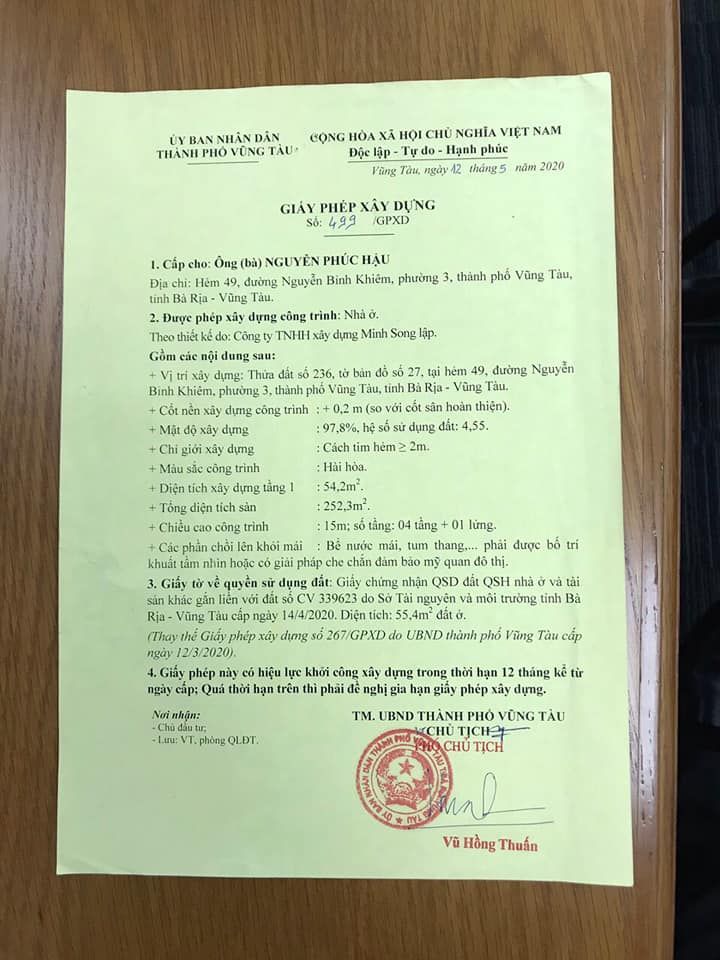 ỦY BAN NHÂN DÂN
THÀNH PHỐ VŨNG TÀU
CỘNG HÒA XÃ HỘI CHỦ NGHĨA VIỆT NAM
Độc lập - Tự do - Hạnh phúc
Vũng Tàu, ngày 12 tháng 5 năm 2020
GIẤY PHÉP XÂY DỰNG
Số: 499 /GPXD
1. Cấp cho: Ông (bà) NGUYỄN PHÚC HẬU
Địa chỉ: Hẻm 49, đường Nguyễn Bỉnh Khiêm, phường 3, thành phố Vũng Tàu,
tỉnh Bà Rịa - Vũng Tàu.
2. Được phép xây dựng công trình: Nhà ở.
Theo thiết kế do: Công ty TNHH xây dựng Minh Song lập.
Gồm các nội dung sau:
+ Vị trí xây dựng: Thửa đất số 236, tờ bản đồ số 27, tại hẻm 49, đường Nguyễn
Bỉnh Khiêm, phường 3, thành phố Vũng Tàu, tỉnh Bà Rịa - Vũng Tàu.
+ Cốt nền xây dựng công trình : + 0,2 m (so với cốt sân hoàn thiện).
+ Mật độ xây dựng : 97,8%, hệ số sử dụng đất: 4,55.
+ Chỉ giới xây dựng : Cách tim hẻm ≥ 2m.
+ Màu sắc công trình : Hài hòa.
+ Diện tích xây dựng tầng 1 : 54,2m².
+ Tổng diện tích sàn : 252,3m².
+ Chiều cao công trình : 15m; số tầng: 04 tầng + 01 lửng.
+ Các phần chồi lên khỏi mái : Bể nước mái, tum thang,... phải được bố trí
khuất tầm nhìn hoặc có giải pháp che chắn đảm bảo mỹ quan đô thị.
3. Giấy tờ về quyền sử dụng đất: Giấy chứng nhận QSD đất QSH nhà ở và tài
sản khác gắn liền với đất số CV 339623 do Sở Tài nguyên và môi trường tỉnh Bà
Rịa - Vũng Tàu cấp ngày 14/4/2020. Diện tích: 55,4m² đất ở.
(Thay thế Giấy phép xây dựng số 267/GPXD do UBND thành phố Vũng Tàu cấp
ngày 12/3/2020).
4. Giấy phép này có hiệu lực khởi công xây dựng trong thời hạn 12 tháng kể từ
ngày cấp; Quá thời hạn trên thì phải đề nghị gia hạn giấy phép xây dựng.
Nơi nhận:
- Chủ đầu tư;
- Lưu: VT, phòng QLĐT.
TM. UBND THÀNH PHỐ VŨNG TÀU
CHỦ TỊCH
PHÓ CHỦ TỊCH
Vũ Hồng Thuấn